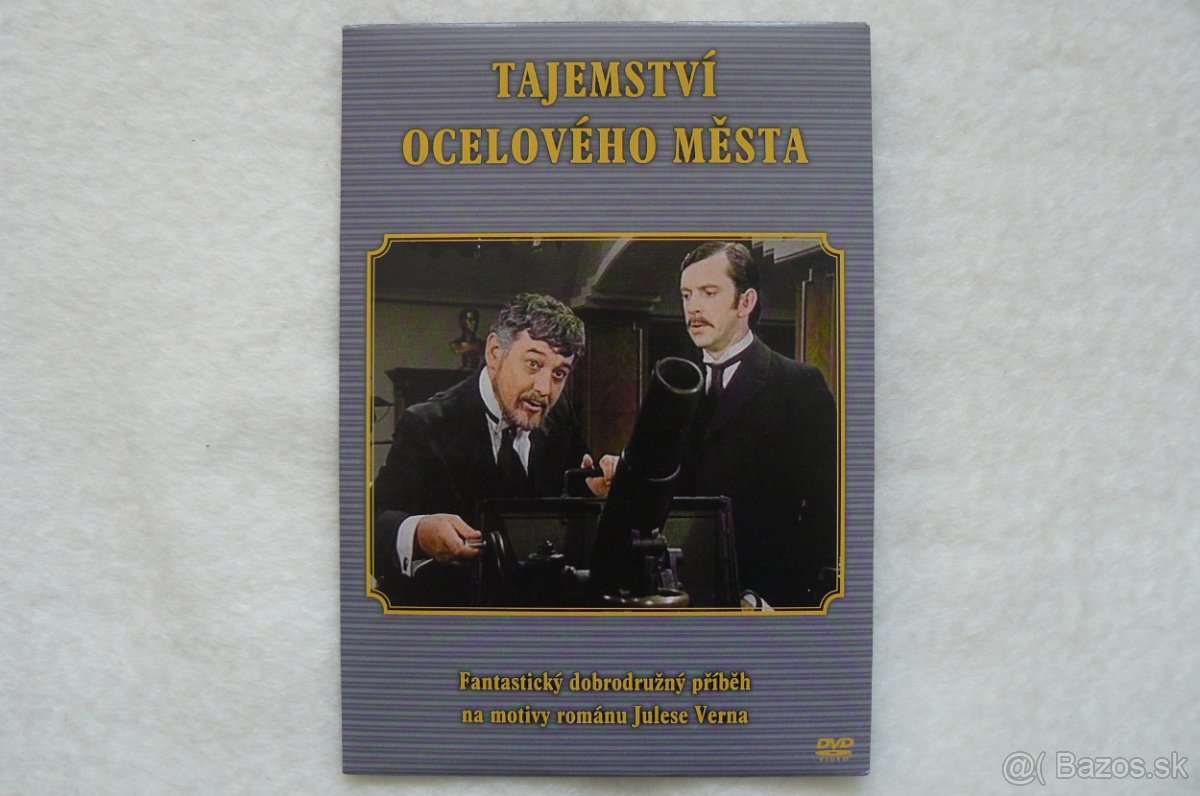 TAJEMSTVÍ
OCELOVÉHO MĚSTA
Fantastický dobrodružný příběh
na motivy románu Julese Verna
DVD
VIDEO
@( Bazos.sk